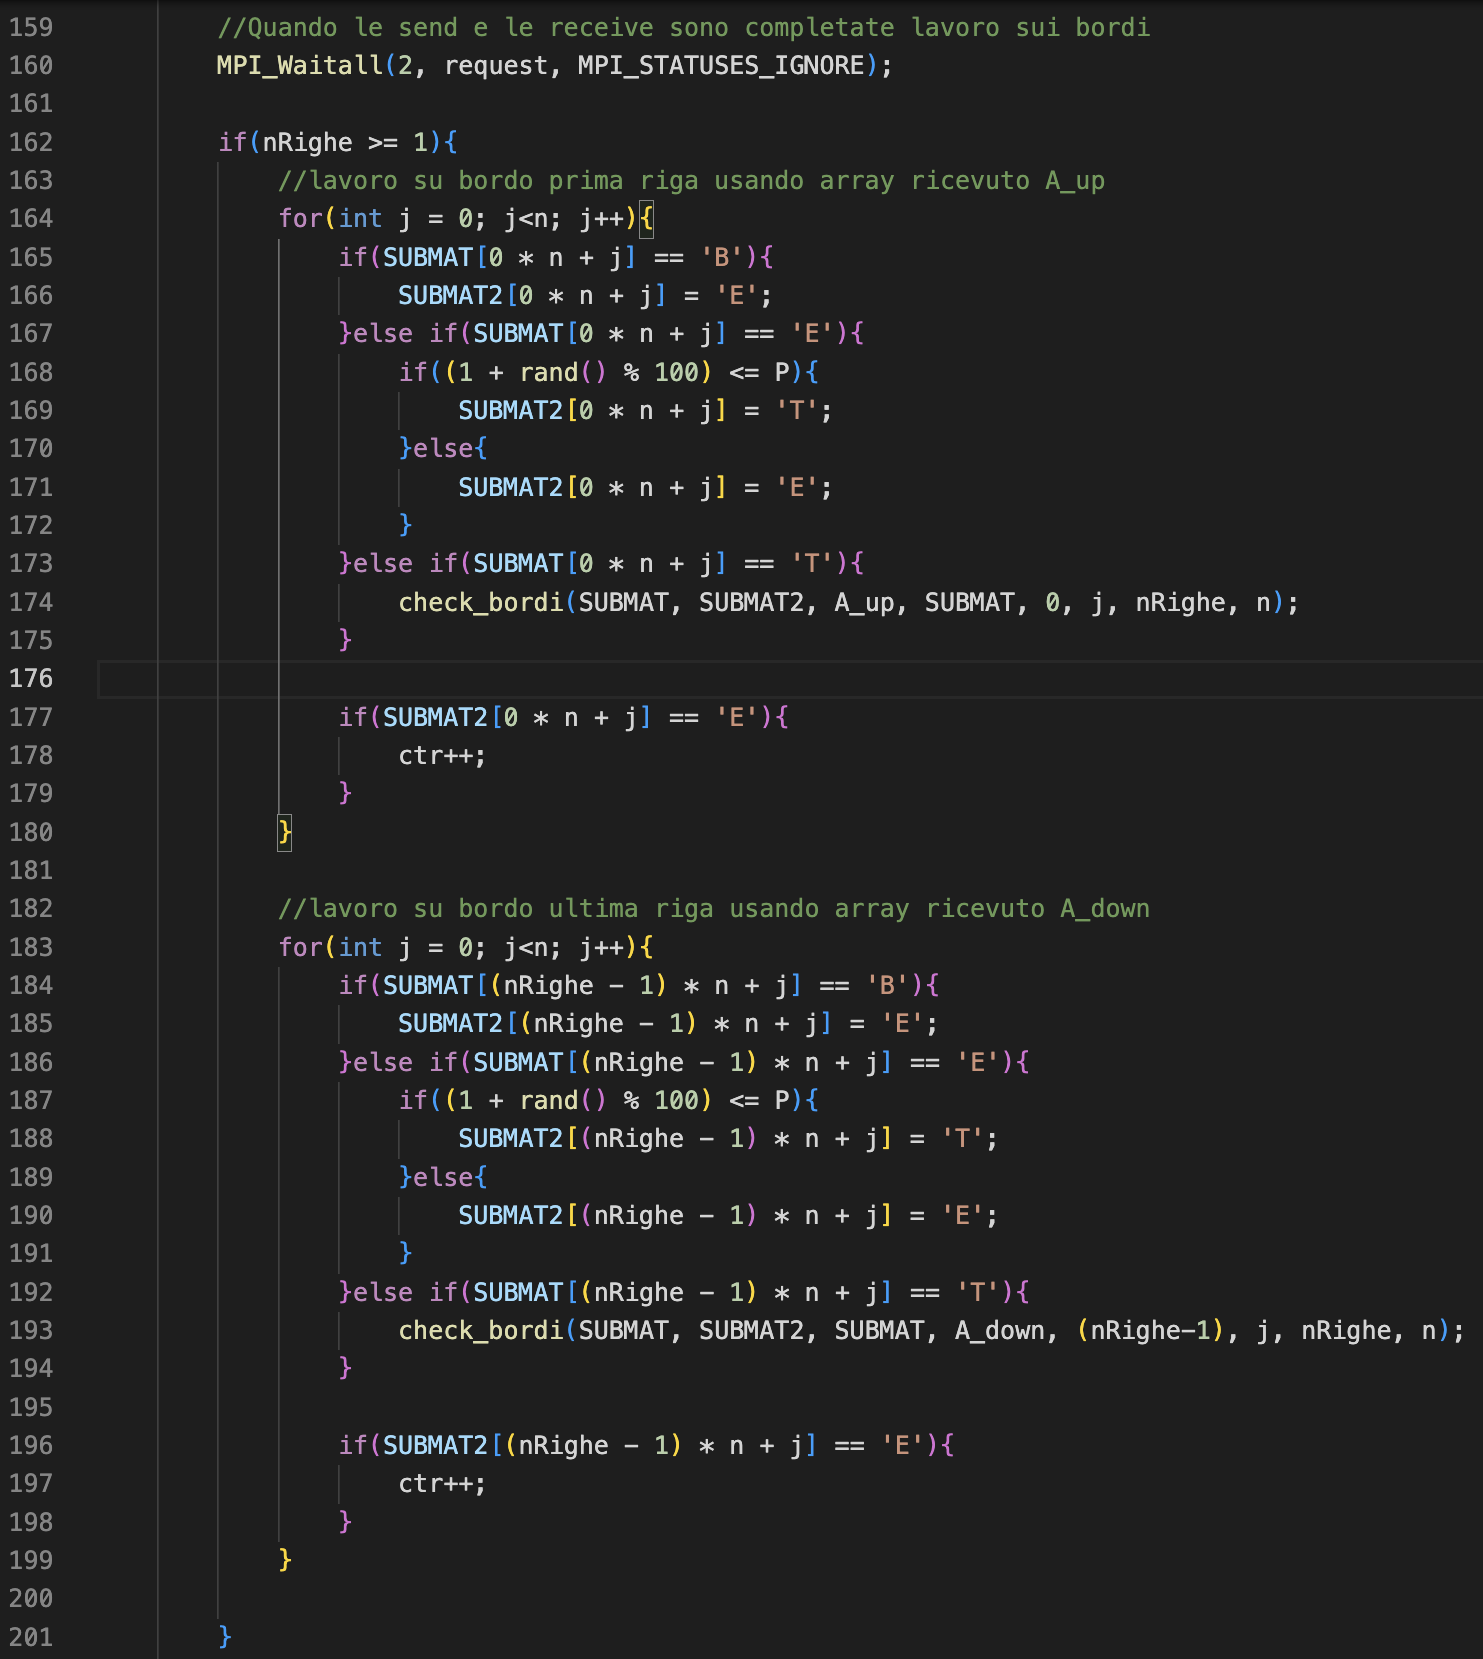 159 //Quando le send e le receive sono completate lavoro sui bordi
160 MPI_Waitall(2, request, MPI_STATUSES_IGNORE);
161
162 if(nRighe >= 1){
163 //lavoro su bordo prima riga usando array ricevuto A_up
164 for(int j = 0; j<n; j++){
165 if(SUBMAT[0 * n + j] == 'B'){
166 SUBMAT2[0 * n + j] = 'E';
167 }else if(SUBMAT[0 * n + j] == 'E'){
168 if((1 + rand() % 100) <= P){
169 SUBMAT2[0 * n + j] = 'T';
170 }else{
171 SUBMAT2[0 * n + j] = 'E';
172 }
173 }else if(SUBMAT[0 * n + j] == 'T'){
174 check_bordi(SUBMAT, SUBMAT2, A_up, SUBMAT, 0, j, nRighe, n);
175 }
176
177 if(SUBMAT2[0 * n + j] == 'E'){
178 ctr++;
179 }
180 }
181
182 //lavoro su bordo ultima riga usando array ricevuto A_down
183 for(int j = 0; j<n; j++){
184 if(SUBMAT[(nRighe - 1) * n + j] == 'B'){
185 SUBMAT2[(nRighe - 1) * n + j] = 'E';
186 }else if(SUBMAT[(nRighe - 1) * n + j] == 'E'){
187 if((1 + rand() % 100) <= P){
188 SUBMAT2[(nRighe - 1) * n + j] = 'T';
189 }else{
190 SUBMAT2[(nRighe - 1) * n + j] = 'E';
191 }
192 }else if(SUBMAT[(nRighe - 1) * n + j] == 'T'){
193 check_bordi(SUBMAT, SUBMAT2, SUBMAT, A_down, (nRighe-1), j, nRighe, n);
194 }
195
196 if(SUBMAT2[(nRighe - 1) * n + j] == 'E'){
197 ctr++;
198 }
199 }
200
201 }